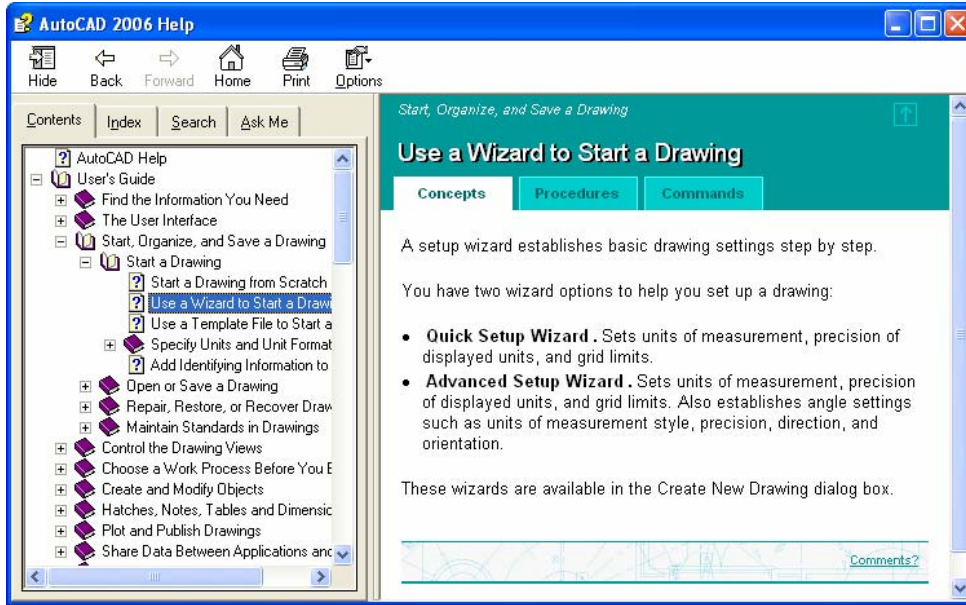 AutoCAD 2006 Help
Hide Back Forward Home Print Options
Contents Index Search Ask Me
AutoCAD Help
User's Guide
Find the Information You Need
The User Interface
Start, Organize, and Save a Drawing
Start a Drawing
Start a Drawing from Scratch
Use a Wizard to Start a Drawi
Use a Template File to Start a
Specify Units and Unit Format
Add Identifying Information to
Open or Save a Drawing
Repair, Restore, or Recover Draw
Maintain Standards in Drawings
Control the Drawing Views
Choose a Work Process Before You E
Create and Modify Objects
Hatches, Notes, Tables and Dimensic
Plot and Publish Drawings
Share Data Between Applications and
Start, Organize, and Save a Drawing
Use a Wizard to Start a Drawing
Concepts Procedures Commands
A setup wizard establishes basic drawing settings step by step.
You have two wizard options to help you set up a drawing:
• Quick Setup Wizard . Sets units of measurement, precision of
displayed units, and grid limits.
• Advanced Setup Wizard . Sets units of measurement, precision
of displayed units, and grid limits. Also establishes angle settings
such as units of measurement style, precision, direction, and
orientation.
These wizards are available in the Create New Drawing dialog box.
Comments?